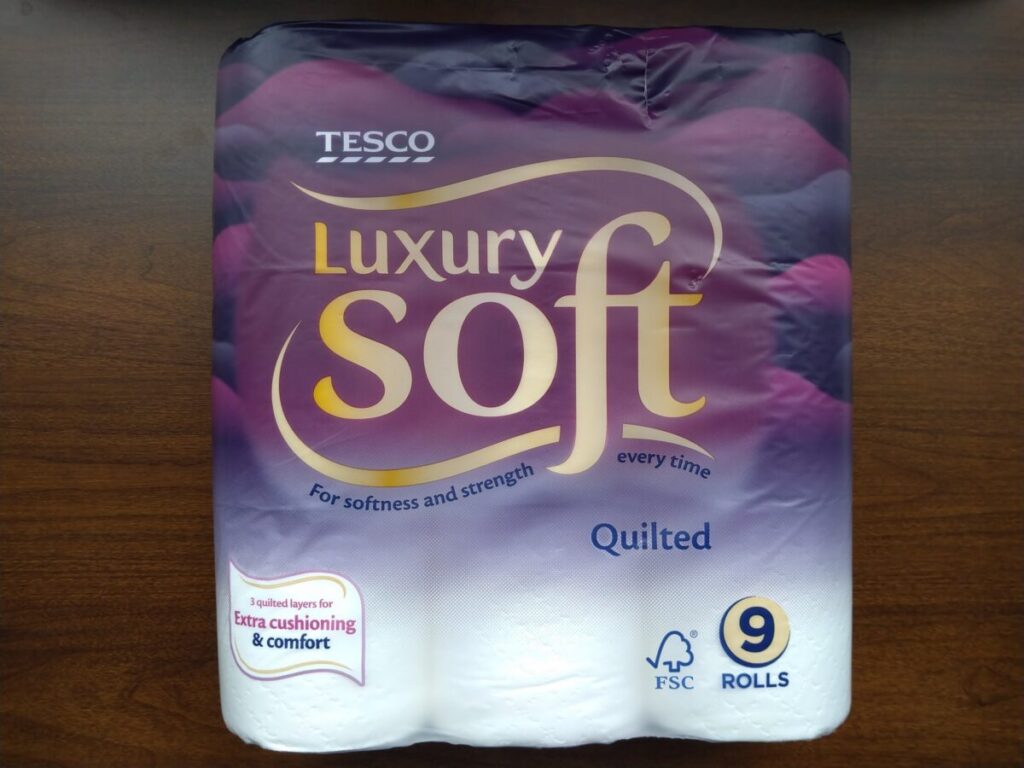 TESCO
Luxury
soft
For softness and strength every time
Quilted
3 quilted layers for
Extra cushioning
& comfort
®
FSC
9
ROLLS